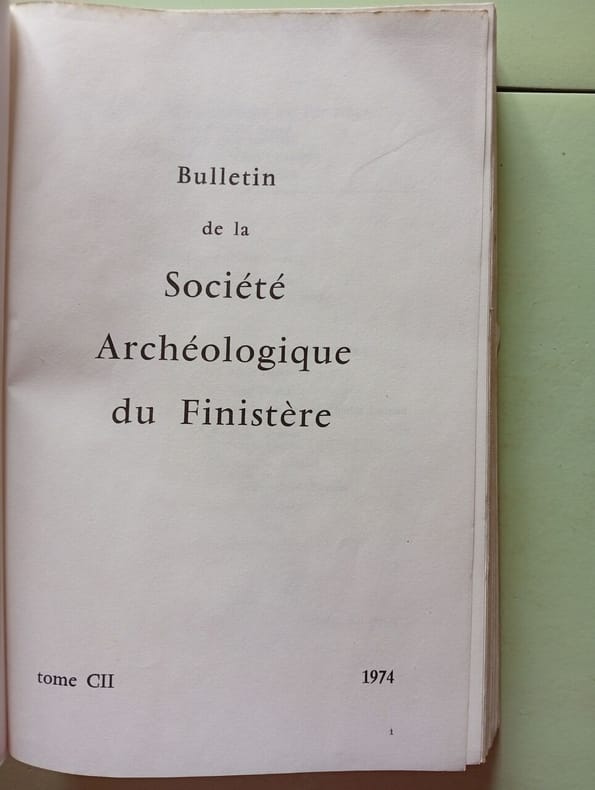 Bulletin
de la
Société
Archéologique
du Finistère
tome CII
1974
1